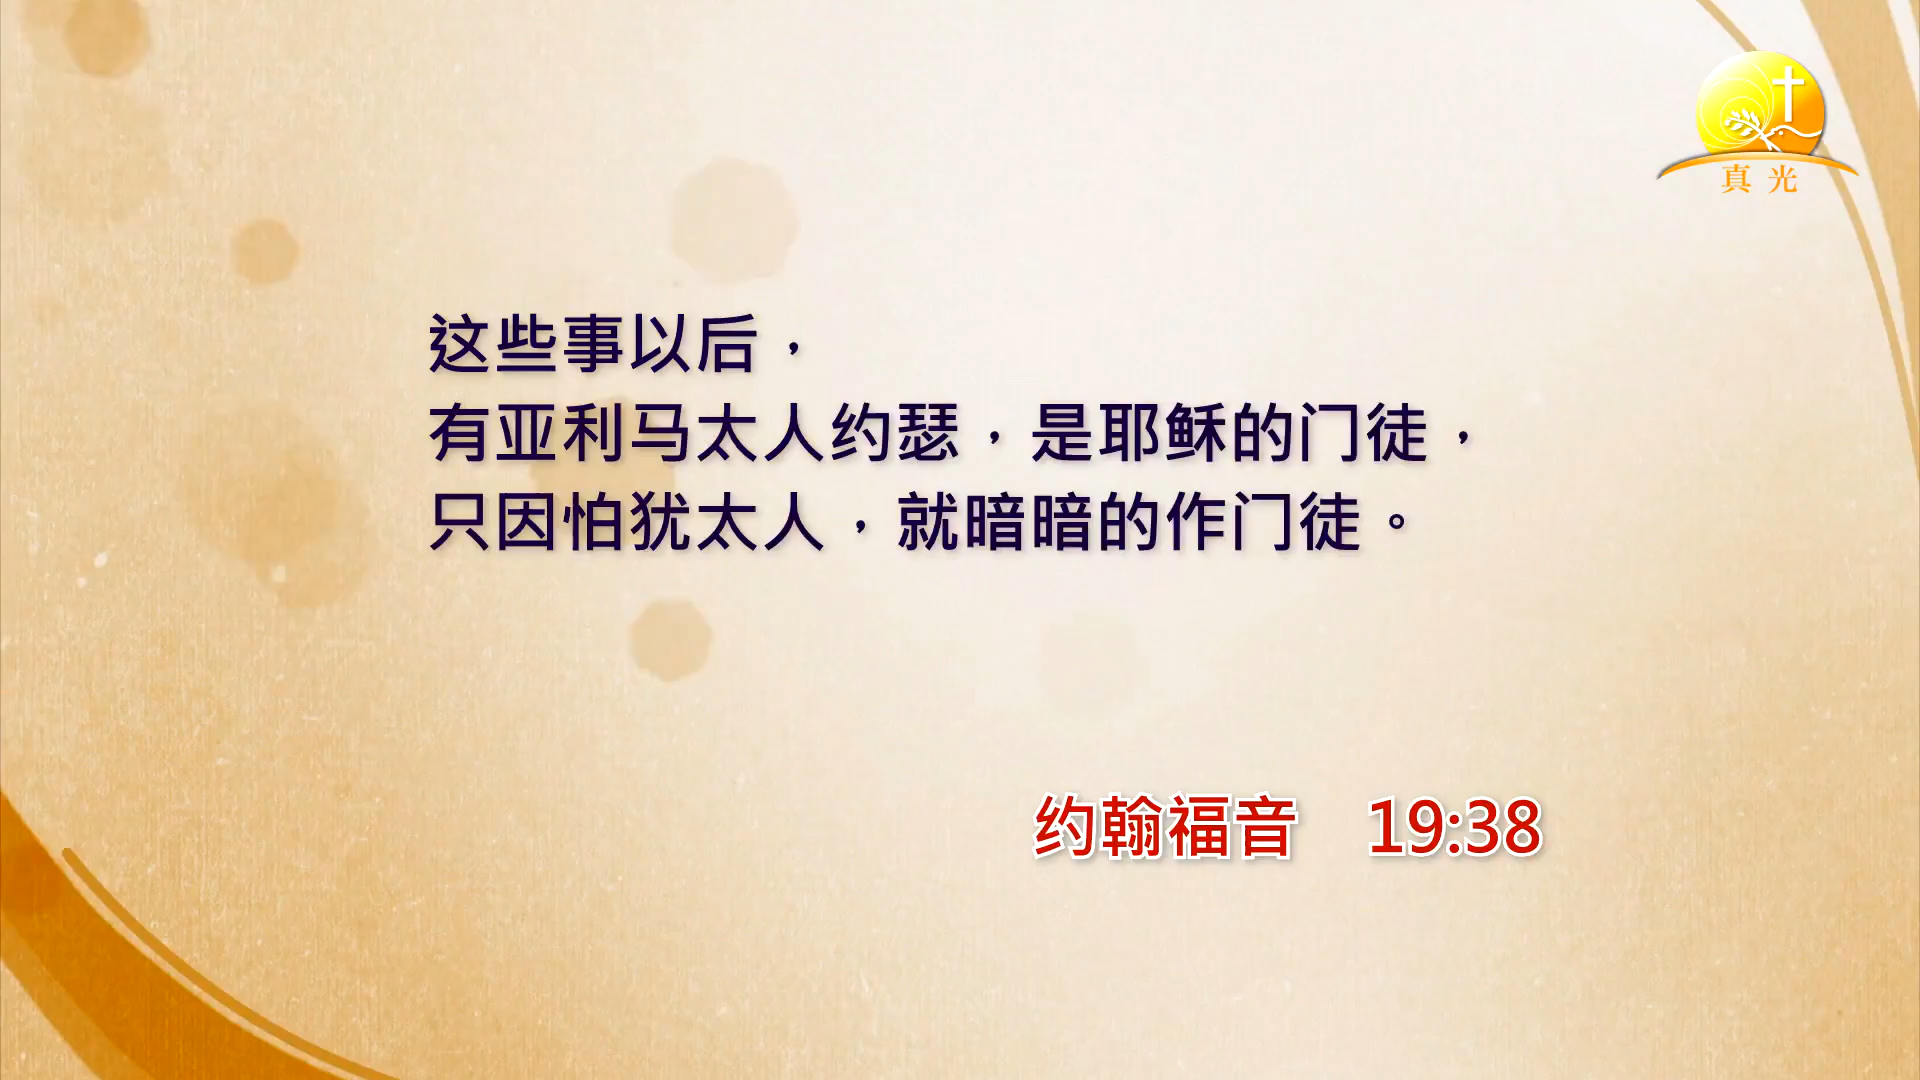 真光
这些事以后，
有亚利马太人约瑟，是耶稣的门徒，
只因怕犹太人，就暗暗的作门徒。
约翰福音　19:38